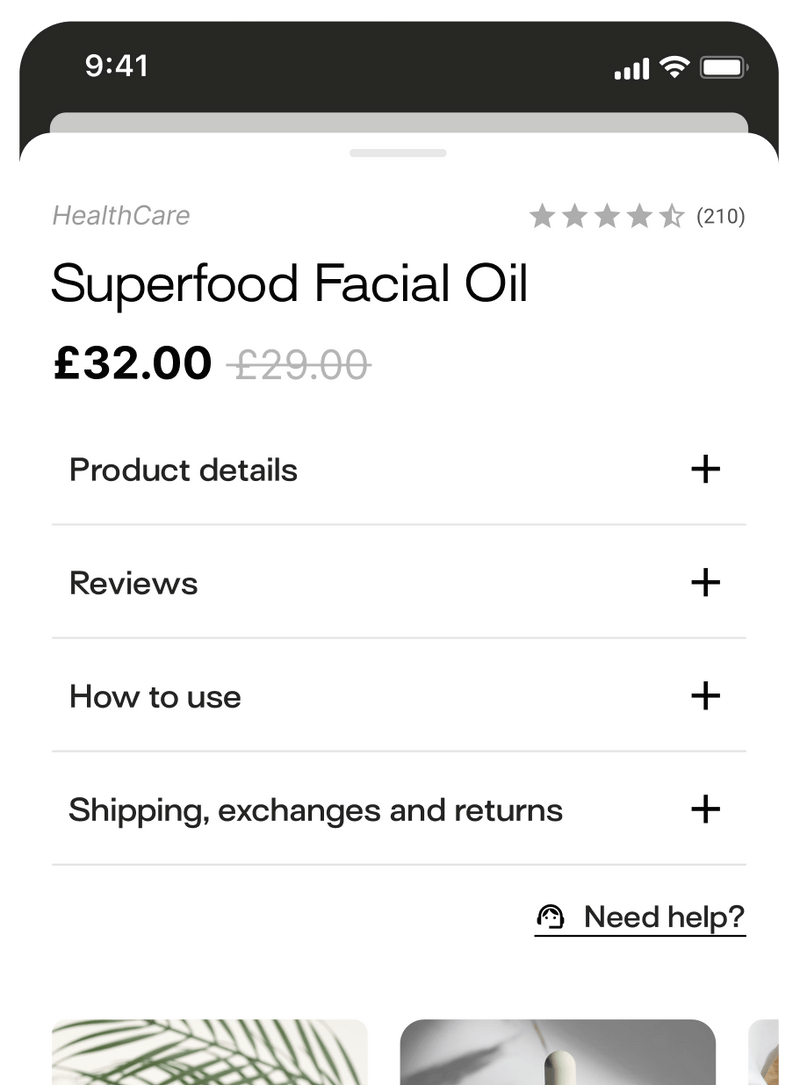 9:41
HealthCare (210)
Superfood Facial Oil
£32.00 £29.00
Product details
Reviews
How to use
Shipping, exchanges and returns
Need help?